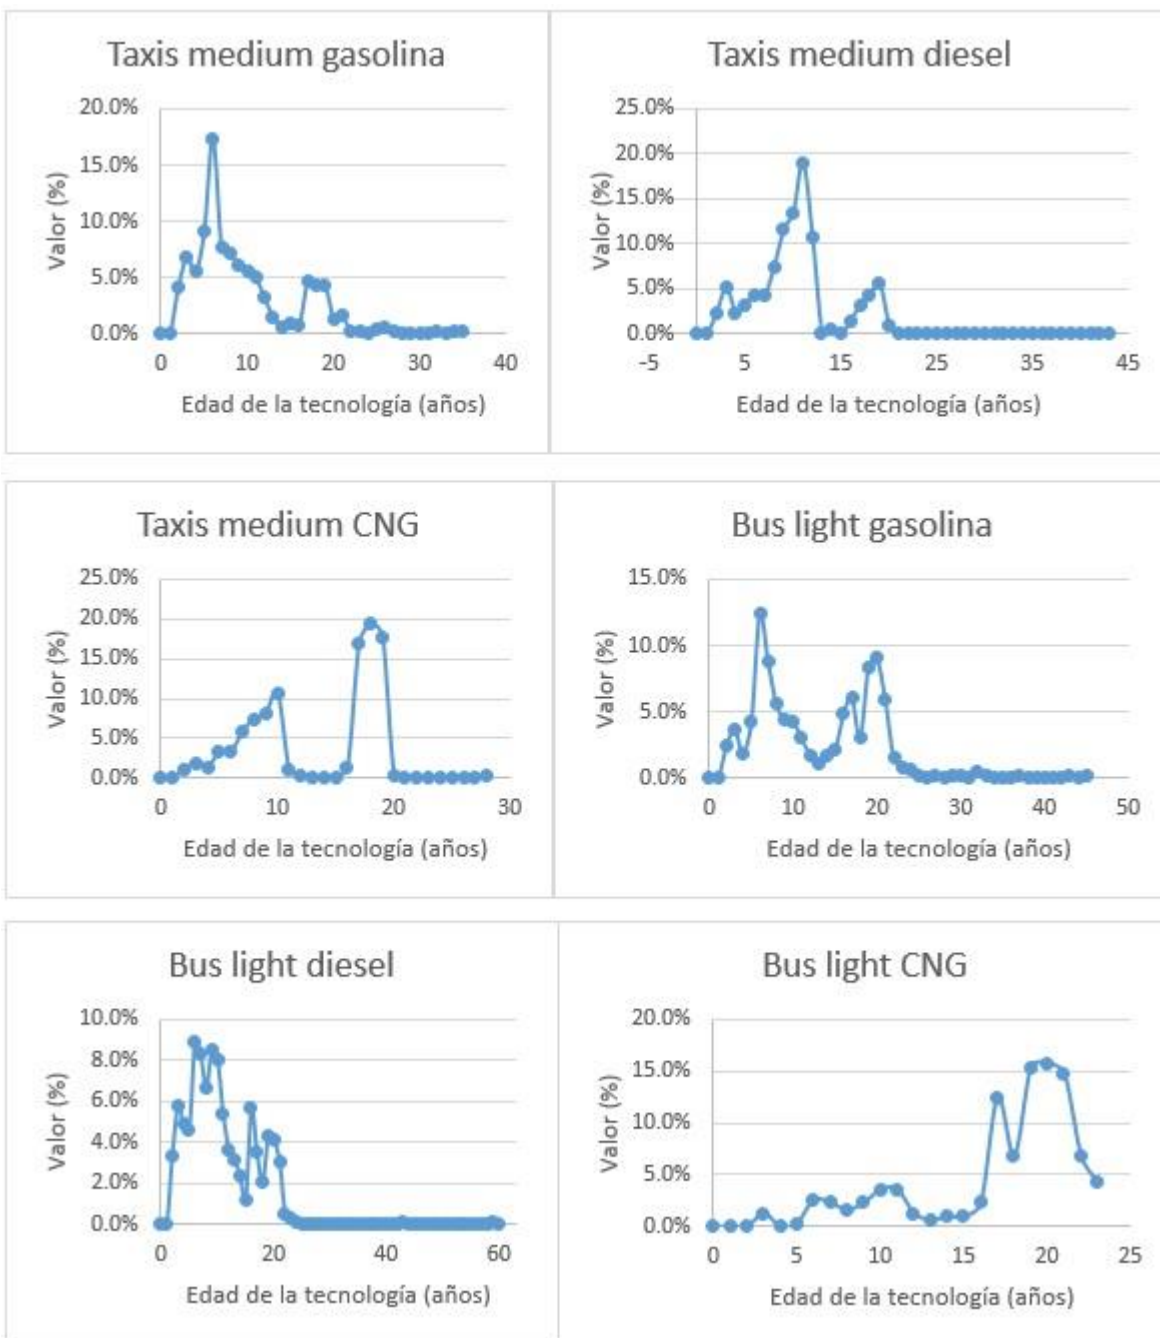 Taxis medium gasolina
20.0%
15.0%
10.0%
5.0%
0.0%
Valor (%)
0 10 20 30 40
Edad de la tecnología (años)
Taxis medium diesel
25.0%
20.0%
15.0%
10.0%
5.0%
0.0%
Valor (%)
-5 5 15 25 35 45
Edad de la tecnología (años)
Taxis medium CNG
25.0%
20.0%
15.0%
10.0%
5.0%
0.0%
Valor (%)
0 10 20 30
Edad de la tecnología (años)
Bus light gasolina
15.0%
10.0%
5.0%
0.0%
Valor (%)
0 10 20 30 40 50
Edad de la tecnología (años)
Bus light diesel
10.0%
8.0%
6.0%
4.0%
2.0%
0.0%
Valor (%)
0 20 40 60
Edad de la tecnología (años)
Bus light CNG
20.0%
15.0%
10.0%
5.0%
0.0%
Valor (%)
0 5 10 15 20 25
Edad de la tecnología (años)